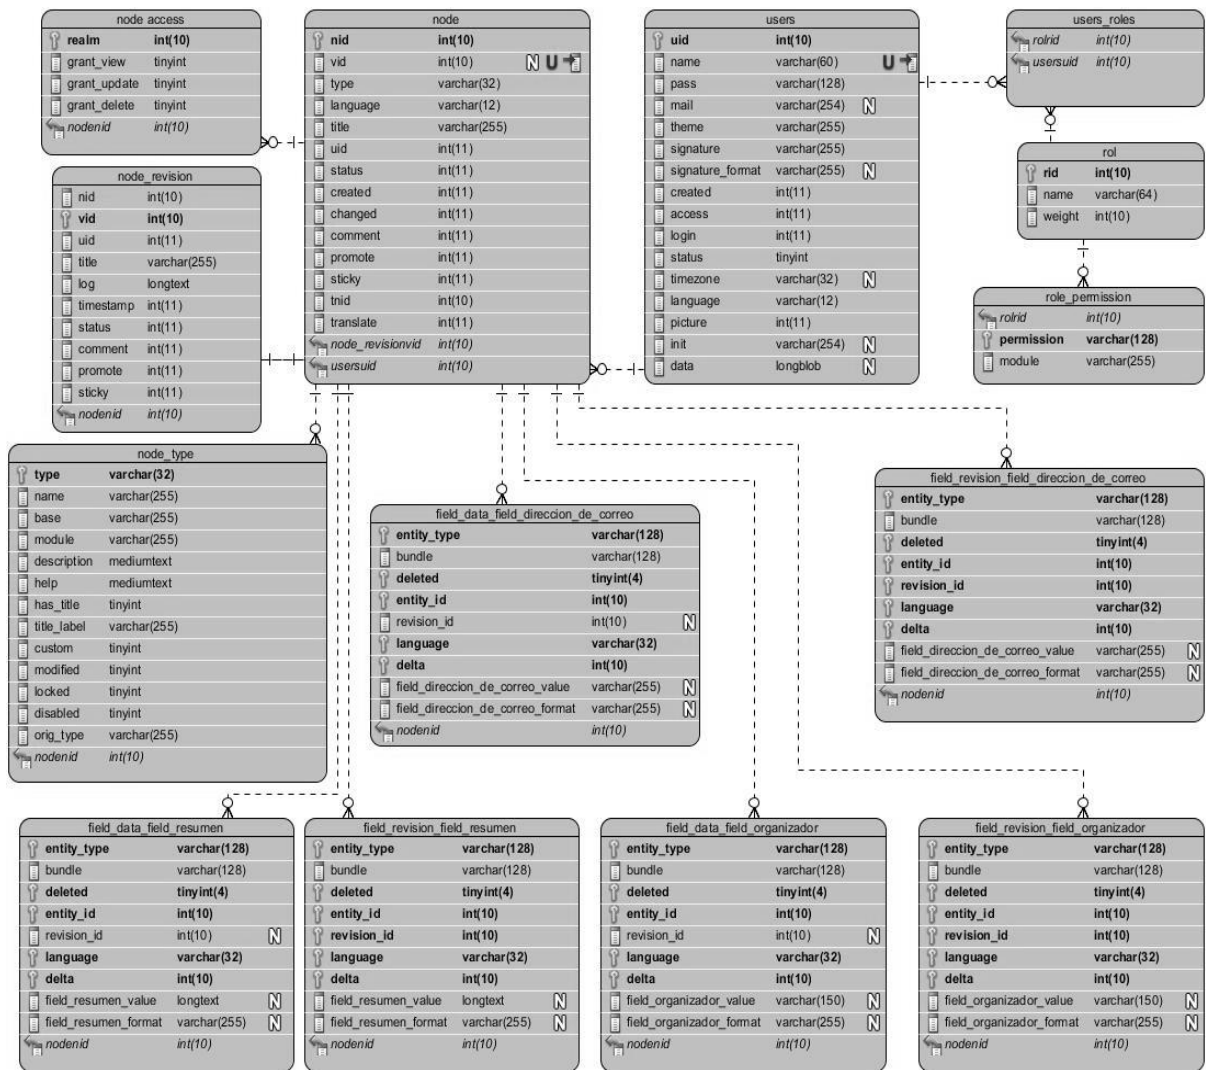 node access
realm int(10)
grant_view tinyint
grant_update tinyint
grant_delete tinyint
nodenid int(10)
node
nid int(10)
vid int(10) N U
type varchar(32)
language varchar(12)
title varchar(255)
uid int(11)
status int(11)
created int(11)
changed int(11)
comment int(11)
promote int(11)
sticky int(11)
tnid int(10)
translate int(11)
node_revisionvid int(10)
usersuid int(10)
users
uid int(10)
name varchar(60) U
pass varchar(128)
mail varchar(254) N
theme varchar(255)
signature varchar(255)
signature_format varchar(255) N
created int(11)
access int(11)
login int(11)
status tinyint
timezone varchar(32) N
language varchar(12)
picture int(11)
init varchar(254) N
data longblob N
users_roles
rolrid int(10)
usersuid int(10)
rol
rid int(10)
name varchar(64)
weight int(10)
role_permission
rolrid int(10)
permission varchar(128)
module varchar(255)
node_revision
nid int(10)
vid int(10)
uid int(11)
title varchar(255)
log longtext
timestamp int(11)
status int(11)
comment int(11)
promote int(11)
sticky int(11)
nodenid int(10)
node_type
type varchar(32)
name varchar(255)
base varchar(255)
module varchar(255)
description mediumtext
help mediumtext
has_title tinyint
title_label varchar(255)
custom tinyint
modified tinyint
locked tinyint
disabled tinyint
orig_type varchar(255)
nodenid int(10)
field_data_field_direccion_de_correo
entity_type varchar(128)
bundle varchar(128)
deleted tinyint(4)
entity_id int(10)
revision_id int(10) N
language varchar(32)
delta int(10)
field_direccion_de_correo_value varchar(255) N
field_direccion_de_correo_format varchar(255) N
nodenid int(10)
field_revision_field_direccion_de_correo
entity_type varchar(128)
bundle varchar(128)
deleted tinyint(4)
entity_id int(10)
revision_id int(10)
language varchar(32)
delta int(10)
field_direccion_de_correo_value varchar(255) N
field_direccion_de_correo_format varchar(255) N
nodenid int(10)
field_data_field_resumen
entity_type varchar(128)
bundle varchar(128)
deleted tinyint(4)
entity_id int(10)
revision_id int(10) N
language varchar(32)
delta int(10)
field_resumen_value longtext N
field_resumen_format varchar(255) N
nodenid int(10)
field_revision_field_resumen
entity_type varchar(128)
bundle varchar(128)
deleted tinyint(4)
entity_id int(10)
revision_id int(10)
language varchar(32)
delta int(10)
field_resumen_value longtext N
field_resumen_format varchar(255) N
nodenid int(10)
field_data_field_organizador
entity_type varchar(128)
bundle varchar(128)
deleted tinyint(4)
entity_id int(10)
revision_id int(10) N
language varchar(32)
delta int(10)
field_organizador_value varchar(150) N
field_organizador_format varchar(255) N
nodenid int(10)
field_revision_field_organizador
entity_type varchar(128)
bundle varchar(128)
deleted tinyint(4)
entity_id int(10)
revision_id int(10)
language varchar(32)
delta int(10)
field_organizador_value varchar(150) N
field_organizador_format varchar(255) N
nodenid int(10)